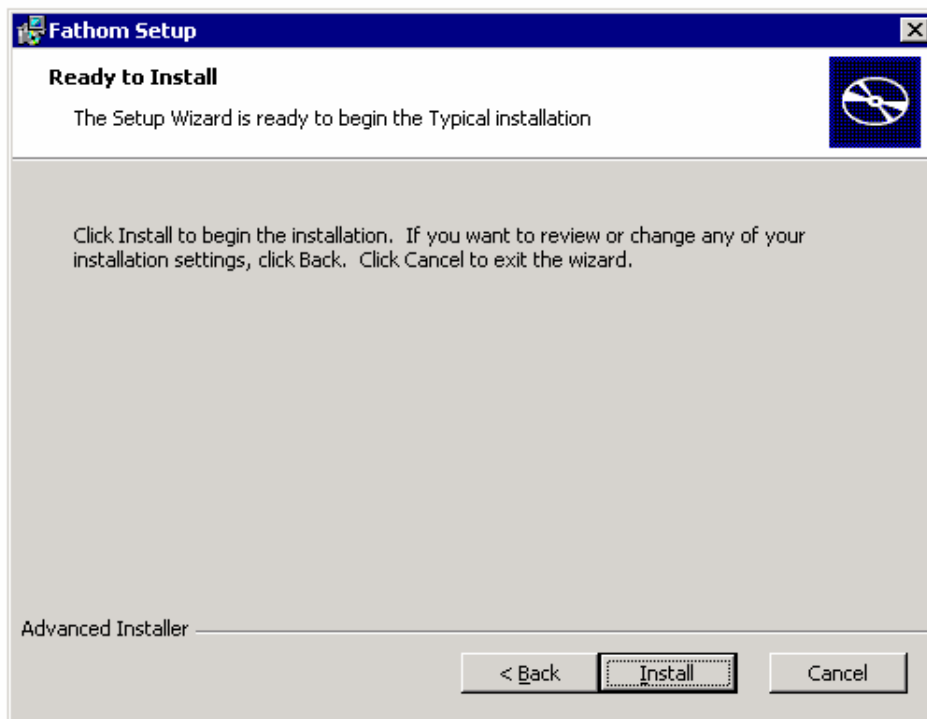 Fathom Setup
Ready to Install
The Setup Wizard is ready to begin the Typical installation
Click Install to begin the installation.  If you want to review or change any of your
installation settings, click Back.  Click Cancel to exit the wizard.
Advanced Installer
< Back
Install
Cancel